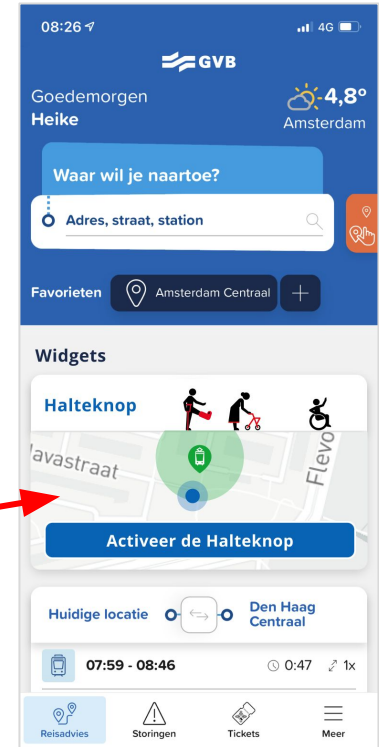 08:26 4G
GVB
Goedemorgen
Heike
-4,8°
Amsterdam
Waar wil je naartoe?
Adres, straat, station
Favorieten Amsterdam Centraal +
Widgets
Halteknop
avastraat
Flevo
Activeer de Halteknop
Huidige locatie Den Haag
Centraal
07:59 - 08:46 0:47 1x
Reisadvies Storingen Tickets Meer